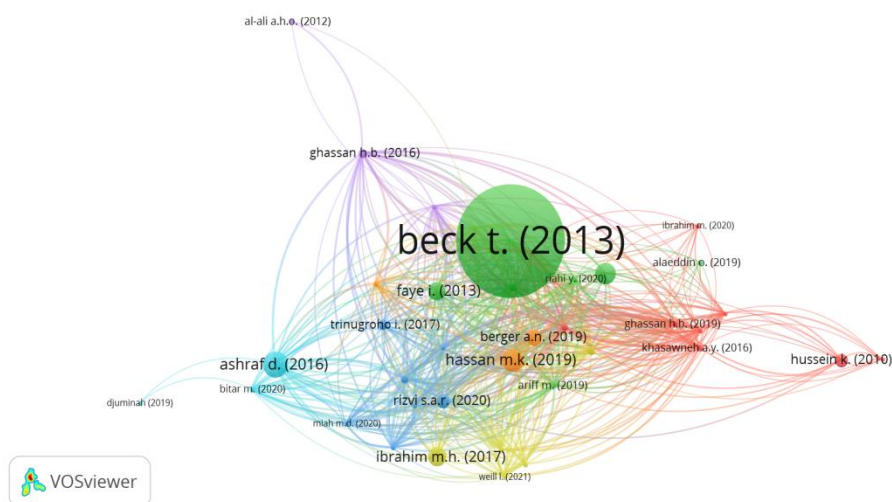 al-ali a.h.o. (2012)
ghassan h.b. (2016)
ibrahim m. (2020)
beck t. (2013)
alaeddin o. (2019)
riahi y. (2020)
faye i. (2013)
trinugroho i. (2017)
ghassan h.b. (2019)
berger a.n. (2019)
khasawneh a.y. (2016)
hassan m.k. (2019)
hussein k. (2010)
ashraf d. (2016)
bitar m. (2020)
ariff m. (2019)
djuminah (2019)
rizvi s.a.r. (2020)
miah m.d. (2020)
ibrahim m.h. (2017)
weill l. (2021)
VOSviewer